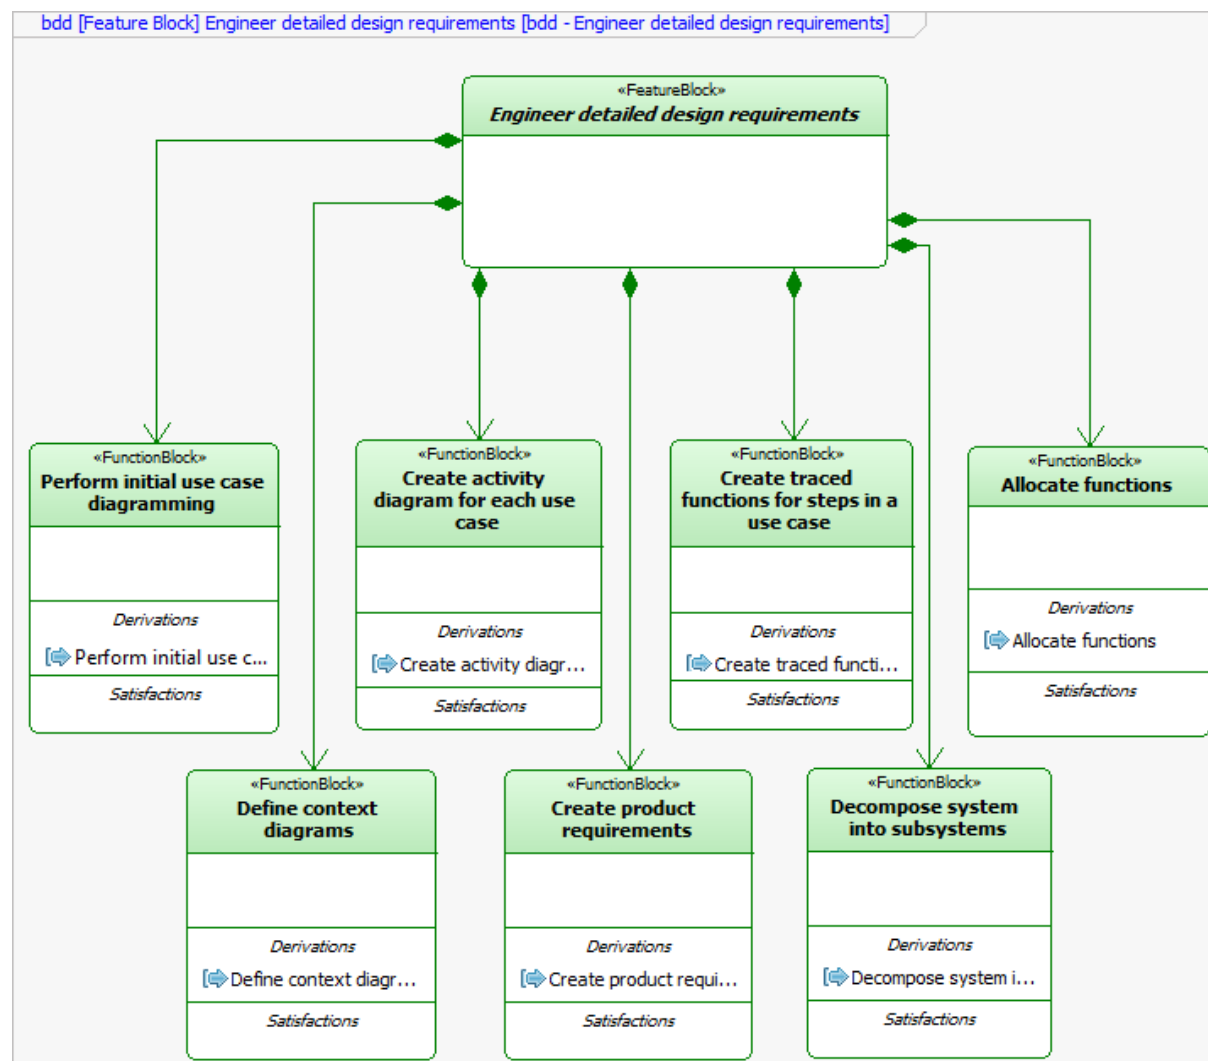 bdd [Feature Block] Engineer detailed design requirements [bdd - Engineer detailed design requirements]
«FeatureBlock»
Engineer detailed design requirements
«FunctionBlock»
Perform initial use case
diagramming
Derivations
Perform initial use c...
Satisfactions
«FunctionBlock»
Create activity
diagram for each use
case
Derivations
Create activity diagr...
Satisfactions
«FunctionBlock»
Create traced
functions for steps in a
use case
Derivations
Create traced functi...
Satisfactions
«FunctionBlock»
Allocate functions
Derivations
Allocate functions
Satisfactions
«FunctionBlock»
Define context
diagrams
Derivations
Define context diagr...
Satisfactions
«FunctionBlock»
Create product
requirements
Derivations
Create product requi...
Satisfactions
«FunctionBlock»
Decompose system
into subsystems
Derivations
Decompose system i...
Satisfactions